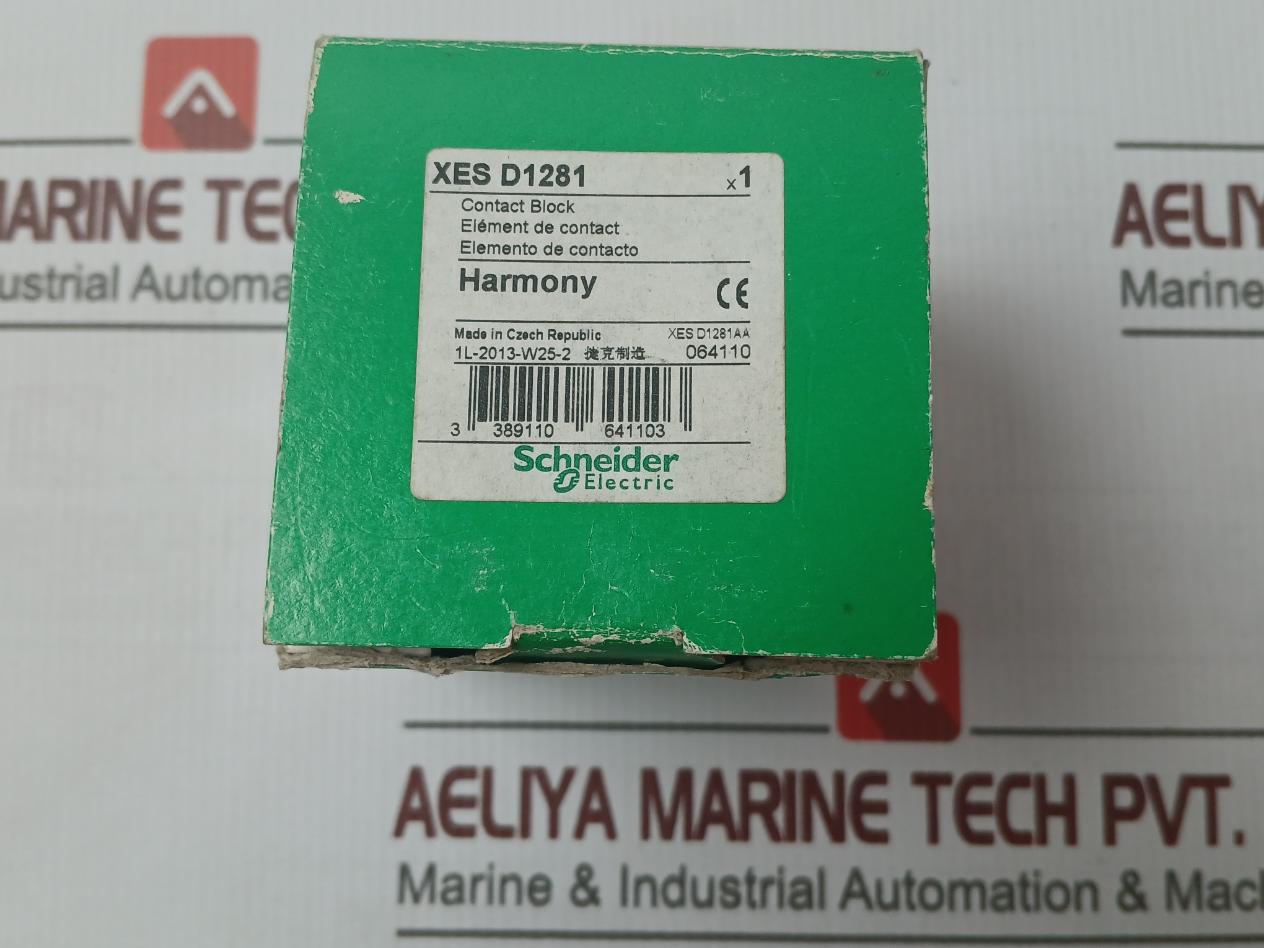 XES D1281 x1
Contact Block
Elément de contact
Elemento de contacto
Harmony CE
Made in Czech Republic XES D1281AA
1L-2013-W25-2 捷克制造 064110
3 389110 641103
Schneider
Electric
MARINE TEC
ustrial Automa
AELIY
Marine
AELIYA MARINE TECH PVT.
Marine & Industrial Automation & Mach